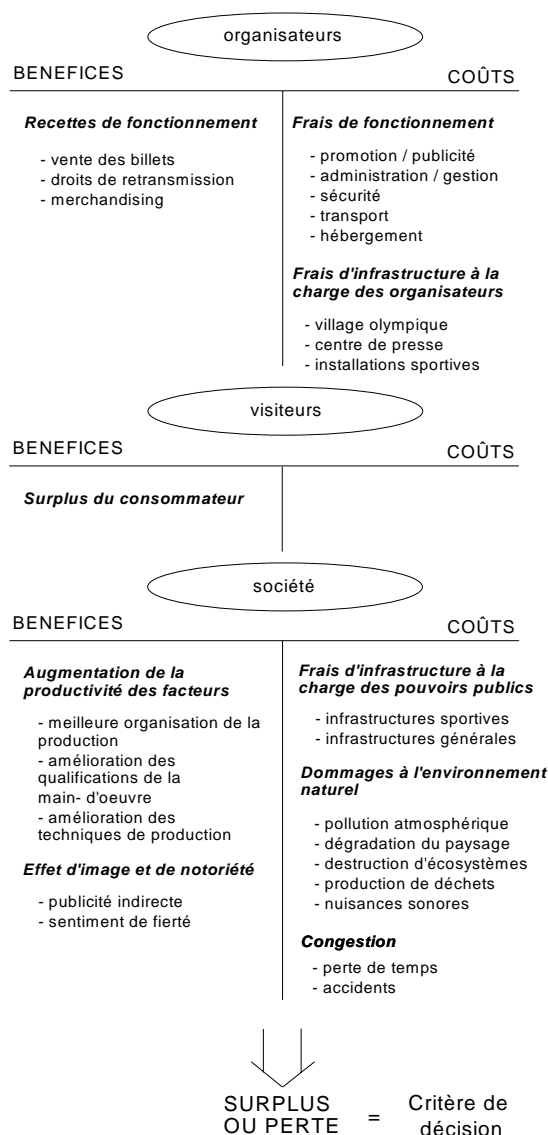 organisateurs
BENEFICES
COÛTS
Recettes de fonctionnement
- vente des billets
- droits de retransmission
- merchandising
Frais de fonctionnement
- promotion / publicité
- administration / gestion
- sécurité
- transport
- hébergement
Frais d'infrastructure à la
charge des organisateurs
- village olympique
- centre de presse
- installations sportives
visiteurs
BENEFICES
COÛTS
Surplus du consommateur
société
BENEFICES
COÛTS
Augmentation de la
productivité des facteurs
- meilleure organisation de la
production
- amélioration des
qualifications de la
main- d'oeuvre
- amélioration des
techniques de production
Effet d'image et de notoriété
- publicité indirecte
- sentiment de fierté
Frais d'infrastructure à la
charge des pouvoirs publics
- infrastructures sportives
- infrastructures générales
Dommages à l'environnement
naturel
- pollution atmosphérique
- dégradation du paysage
- destruction d'écosystèmes
- production de déchets
- nuisances sonores
Congestion
- perte de temps
- accidents
SURPLUS
OU PERTE
=
Critère de
décision